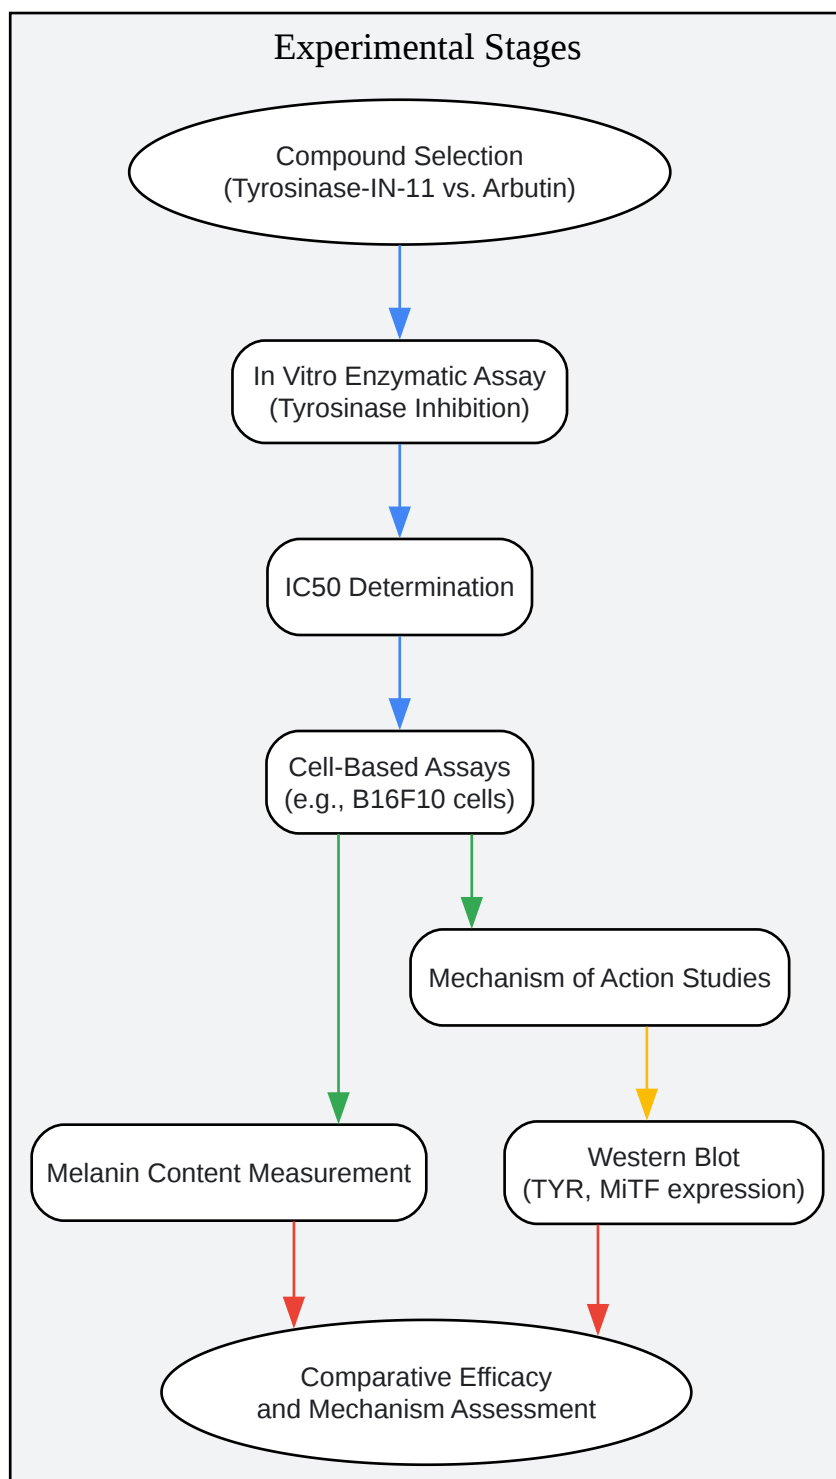 Experimental Stages
Compound Selection
(Tyrosinase-IN-11 vs. Arbutin)
In Vitro Enzymatic Assay
(Tyrosinase Inhibition)
IC50 Determination
Cell-Based Assays
(e.g., B16F10 cells)
Mechanism of Action Studies
Melanin Content Measurement
Western Blot
(TYR, MiTF expression)
Comparative Efficacy
and Mechanism Assessment